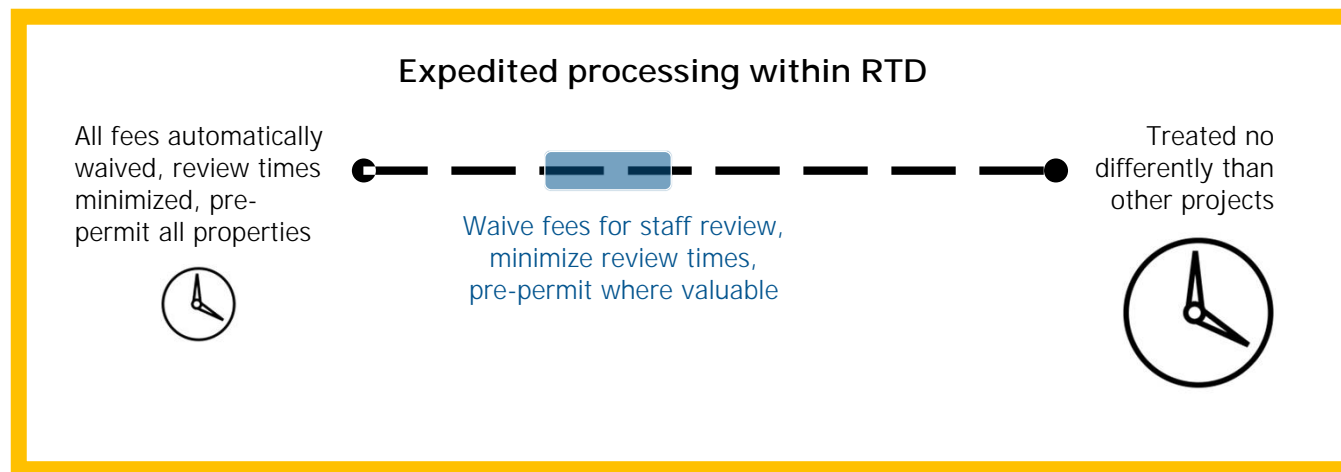 Expedited processing within RTD
All fees automatically
waived, review times
minimized, pre-
permit all properties
Waive fees for staff review,
minimize review times,
pre-permit where valuable
Treated no
differently than
other projects